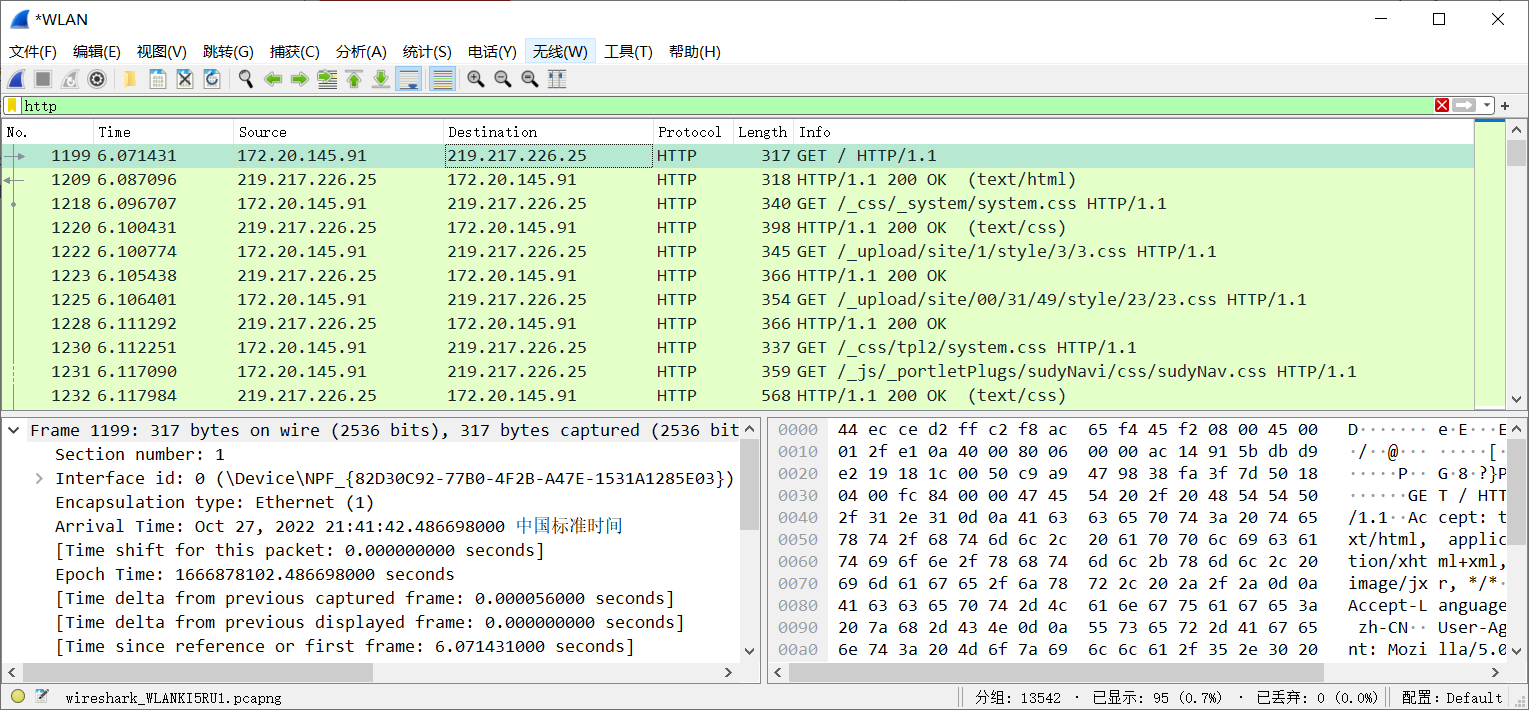 *WLAN
文件(F) 编辑(E) 视图(V) 跳转(G) 捕获(C) 分析(A) 统计(S) 电话(Y) 无线(W) 工具(T) 帮助(H)
http
No. Time Source Destination Protocol Length Info
1199 6.071431 172.20.145.91 219.217.226.25 HTTP 317 GET / HTTP/1.1
1209 6.087096 219.217.226.25 172.20.145.91 HTTP 318 HTTP/1.1 200 OK (text/html)
1218 6.096707 172.20.145.91 219.217.226.25 HTTP 340 GET /_css/_system/system.css HTTP/1.1
1220 6.100431 219.217.226.25 172.20.145.91 HTTP 398 HTTP/1.1 200 OK (text/css)
1222 6.100774 172.20.145.91 219.217.226.25 HTTP 345 GET /_upload/site/1/style/3/3.css HTTP/1.1
1223 6.105438 219.217.226.25 172.20.145.91 HTTP 366 HTTP/1.1 200 OK
1225 6.106401 172.20.145.91 219.217.226.25 HTTP 354 GET /_upload/site/00/31/49/style/23/23.css HTTP/1.1
1228 6.111292 219.217.226.25 172.20.145.91 HTTP 366 HTTP/1.1 200 OK
1230 6.112251 172.20.145.91 219.217.226.25 HTTP 337 GET /_css/tpl2/system.css HTTP/1.1
1231 6.117090 172.20.145.91 219.217.226.25 HTTP 359 GET /_js/_portletPlugs/sudyNavi/css/sudyNav.css HTTP/1.1
1232 6.117984 219.217.226.25 172.20.145.91 HTTP 568 HTTP/1.1 200 OK (text/css)
Frame 1199: 317 bytes on wire (2536 bits), 317 bytes captured (2536 bit
Section number: 1
Interface id: 0 (\Device\NPF_{82D30C92-77B0-4F2B-A47E-1531A1285E03})
Encapsulation type: Ethernet (1)
Arrival Time: Oct 27, 2022 21:41:42.486698000 中国标准时间
[Time shift for this packet: 0.000000000 seconds]
Epoch Time: 1666878102.486698000 seconds
[Time delta from previous captured frame: 0.000056000 seconds]
[Time delta from previous displayed frame: 0.000000000 seconds]
[Time since reference or first frame: 6.071431000 seconds]
0000 44 ec ce d2 ff c2 f8 ac 65 f4 45 f2 08 00 45 00 D······· e·E···E
0010 01 2f e1 0a 40 00 80 06 00 00 ac 14 91 5b db d9 ·/··@··· ·····[·
0020 e2 19 18 1c 00 50 c9 a9 47 98 38 fa 3f 7d 50 18 ·····P·· G·8·?}P
0030 04 00 fc 84 00 00 47 45 54 20 2f 20 48 54 54 50 ······GE T / HTT
0040 2f 31 2e 31 0d 0a 41 63 63 65 70 74 3a 20 74 65 /1.1··Ac cept: t
0050 78 74 2f 68 74 6d 6c 2c 20 61 70 70 6c 69 63 61 xt/html, applic
0060 74 69 6f 6e 2f 78 68 74 6d 6c 2b 78 6d 6c 2c 20 tion/xht ml+xml,
0070 69 6d 61 67 65 2f 6a 78 72 2c 20 2a 2f 2a 0d 0a image/jx r, */*·
0080 41 63 63 65 70 74 2d 4c 61 6e 67 75 61 67 65 3a Accept-L anguage
0090 20 7a 68 2d 43 4e 0d 0a 55 73 65 72 2d 41 67 65 zh-CN·· User-Ag
00a0 6e 74 3a 20 4d 6f 7a 69 6c 6c 61 2f 35 2e 30 20 nt: Mozi lla/5.0
wireshark_WLANKI5RU1.pcapng
分组: 13542 · 已显示: 95 (0.7%) · 已丢弃: 0 (0.0%)
配置: Default